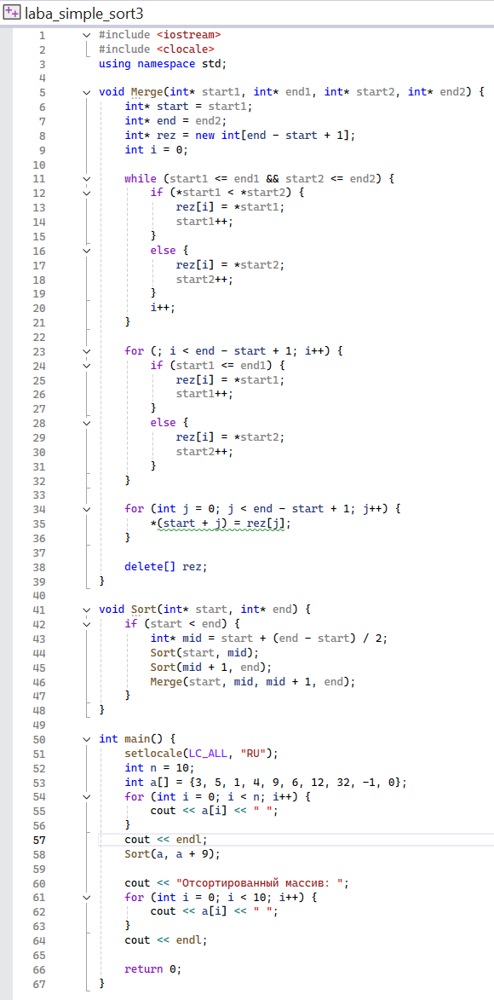 laba_simple_sort3
1 #include <iostream>
2 #include <clocale>
3 using namespace std;
4
5 void Merge(int* start1, int* end1, int* start2, int* end2) {
6     int* start = start1;
7     int* end = end2;
8     int* rez = new int[end - start + 1];
9     int i = 0;
10
11     while (start1 <= end1 && start2 <= end2) {
12         if (*start1 < *start2) {
13             rez[i] = *start1;
14             start1++;
15         }
16         else {
17             rez[i] = *start2;
18             start2++;
19         }
20         i++;
21     }
22
23     for (; i < end - start + 1; i++) {
24         if (start1 <= end1) {
25             rez[i] = *start1;
26             start1++;
27         }
28         else {
29             rez[i] = *start2;
30             start2++;
31         }
32     }
33
34     for (int j = 0; j < end - start + 1; j++) {
35         *(start + j) = rez[j];
36     }
37
38     delete[] rez;
39 }
40
41 void Sort(int* start, int* end) {
42     if (start < end) {
43         int* mid = start + (end - start) / 2;
44         Sort(start, mid);
45         Sort(mid + 1, end);
46         Merge(start, mid, mid + 1, end);
47     }
48 }
49
50 int main() {
51     setlocale(LC_ALL, "RU");
52     int n = 10;
53     int a[] = {3, 5, 1, 4, 9, 6, 12, 32, -1, 0};
54     for (int i = 0; i < n; i++) {
55         cout << a[i] << " ";
56     }
57     cout << endl;
58     Sort(a, a + 9);
59
60     cout << "Отсортированный массив: ";
61     for (int i = 0; i < 10; i++) {
62         cout << a[i] << " ";
63     }
64     cout << endl;
65
66     return 0;
67 }